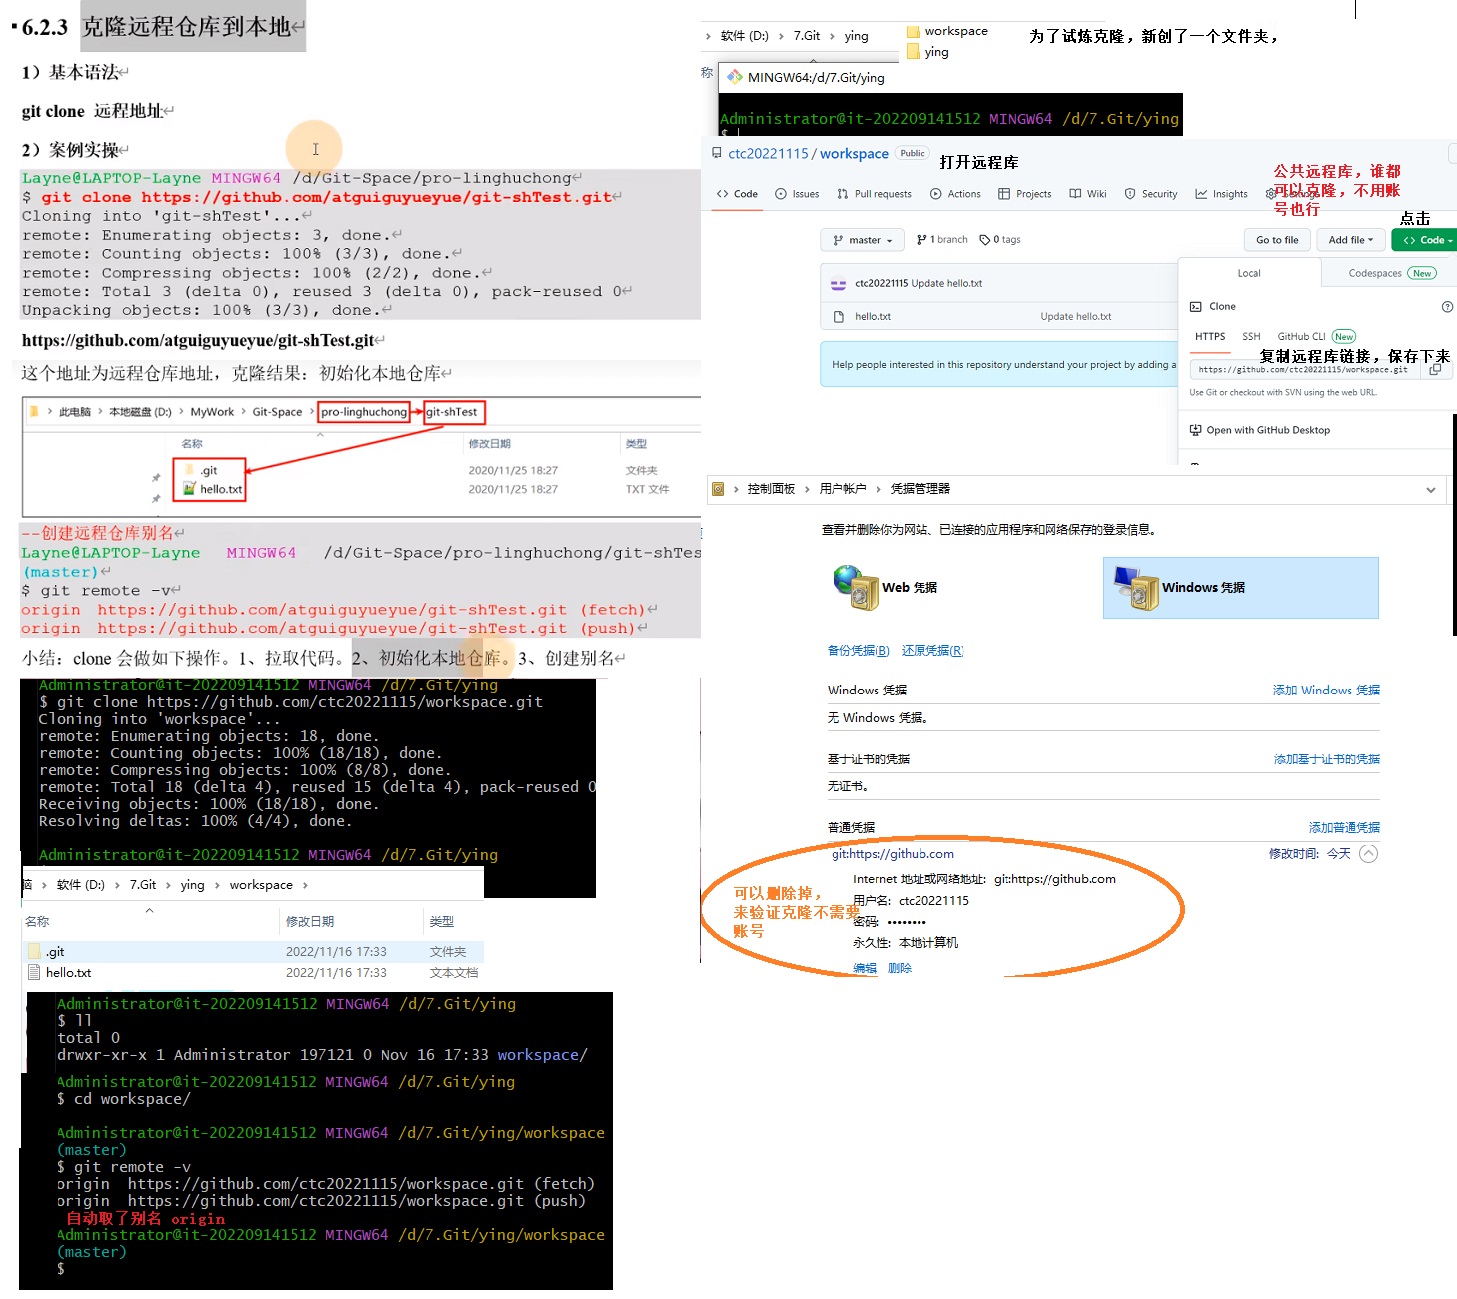 6.2.3 克隆远程仓库到本地
1）基本语法
git clone 远程地址
2）案例实操
Layne@LAPTOP-Layne MINGW64 /d/Git-Space/pro-linghuchong
$ git clone https://github.com/atguiguyueyue/git-shTest.git
Cloning into 'git-shTest'...
remote: Enumerating objects: 3, done.
remote: Counting objects: 100% (3/3), done.
remote: Compressing objects: 100% (2/2), done.
remote: Total 3 (delta 0), reused 3 (delta 0), pack-reused 0
Unpacking objects: 100% (3/3), done.
https://github.com/atguiguyueyue/git-shTest.git
这个地址为远程仓库地址，克隆结果：初始化本地仓库
此电脑 > 本地磁盘 (D:) > MyWork > Git-Space > pro-linghuchong git-shTest
名称 修改日期 类型
.git 2020/11/25 18:27 文件夹
hello.txt 2020/11/25 18:27 TXT 文件
--创建远程仓库别名
Layne@LAPTOP-Layne MINGW64 /d/Git-Space/pro-linghuchong/git-shTes
(master)
$ git remote -v
origin https://github.com/atguiguyueyue/git-shTest.git (fetch)
origin https://github.com/atguiguyueyue/git-shTest.git (push)
小结：clone 会做如下操作。1、拉取代码。2、初始化本地仓库。3、创建别名
Administrator@it-202209141512 MINGW64 /d/7.Git/ying
$ git clone https://github.com/ctc20221115/workspace.git
Cloning into 'workspace'...
remote: Enumerating objects: 18, done.
remote: Counting objects: 100% (18/18), done.
remote: Compressing objects: 100% (8/8), done.
remote: Total 18 (delta 4), reused 15 (delta 4), pack-reused 0
Receiving objects: 100% (18/18), done.
Resolving deltas: 100% (4/4), done.
Administrator@it-202209141512 MINGW64 /d/7.Git/ying
软件 (D:) > 7.Git > ying > workspace >
名称 修改日期 类型
.git 2022/11/16 17:33 文件夹
hello.txt 2022/11/16 17:33 文本文档
Administrator@it-202209141512 MINGW64 /d/7.Git/ying
$ ll
total 0
drwxr-xr-x 1 Administrator 197121 0 Nov 16 17:33 workspace/
Administrator@it-202209141512 MINGW64 /d/7.Git/ying
$ cd workspace/
Administrator@it-202209141512 MINGW64 /d/7.Git/ying/workspace
(master)
$ git remote -v
origin https://github.com/ctc20221115/workspace.git (fetch)
origin https://github.com/ctc20221115/workspace.git (push)
自动取了别名 origin
Administrator@it-202209141512 MINGW64 /d/7.Git/ying/workspace
(master)
$
> 软件 (D:) > 7.Git > ying
workspace
ying
为了试炼克隆，新创了一个文件夹，
称
MINGW64:/d/7.Git/ying
Administrator@it-202209141512 MINGW64 /d/7.Git/ying
$
ctc20221115 / workspace Public
打开远程库
公共远程库，谁都
可以克隆，不用账
号也行
Code Issues Pull requests Actions Projects Wiki Security Insights
点击
master 1 branch 0 tags Go to file Add file Code
Local Codespaces New
ctc20221115 Update hello.txt
hello.txt Update hello.txt
Clone
HTTPS SSH GitHub CLI New
复制远程库链接，保存下来
https://github.com/ctc20221115/workspace.git
Help people interested in this repository understand your project by adding a
Use Git or checkout with SVN using the web URL.
Open with GitHub Desktop
> 控制面板 > 用户帐户 > 凭据管理器
查看并删除你为网站、已连接的应用程序和网络保存的登录信息。
Web 凭据
Windows 凭据
备份凭据(B) 还原凭据(R)
Windows 凭据 添加 Windows 凭据
无 Windows 凭据。
基于证书的凭据 添加基于证书的凭据
无证书。
普通凭据 添加普通凭据
git:https://github.com 修改时间: 今天
Internet 地址或网络地址: git:https://github.com
用户名: ctc20221115
密码: ••••••••
永久性: 本地计算机
编辑 删除
可以删除掉，
来验证克隆不需要
账号